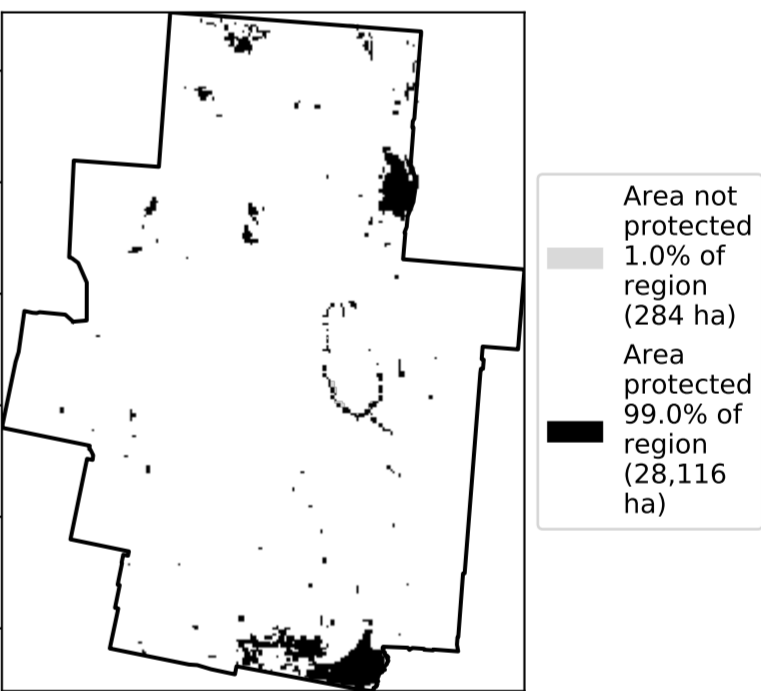 Area not
protected
1.0% of
region
(284 ha)
Area
protected
99.0% of
region
(28,116
ha)